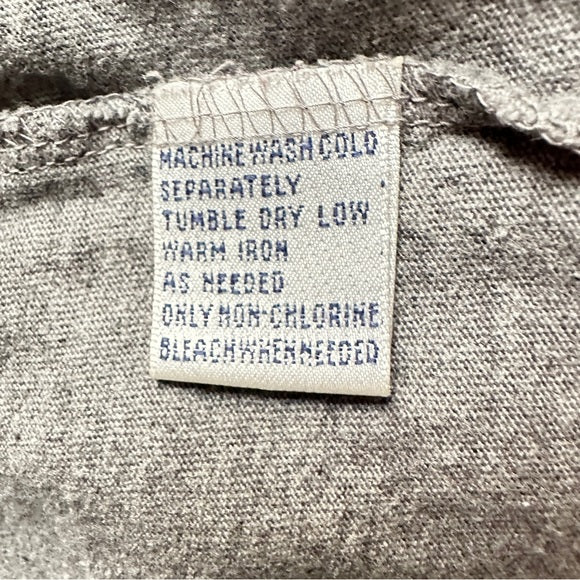 MACHINE WASH COLD
SEPARATELY
TUMBLE DRY LOW
WARM IRON
AS NEEDED
ONLY NON-CHLORINE
BLEACH WHEN NEEDED